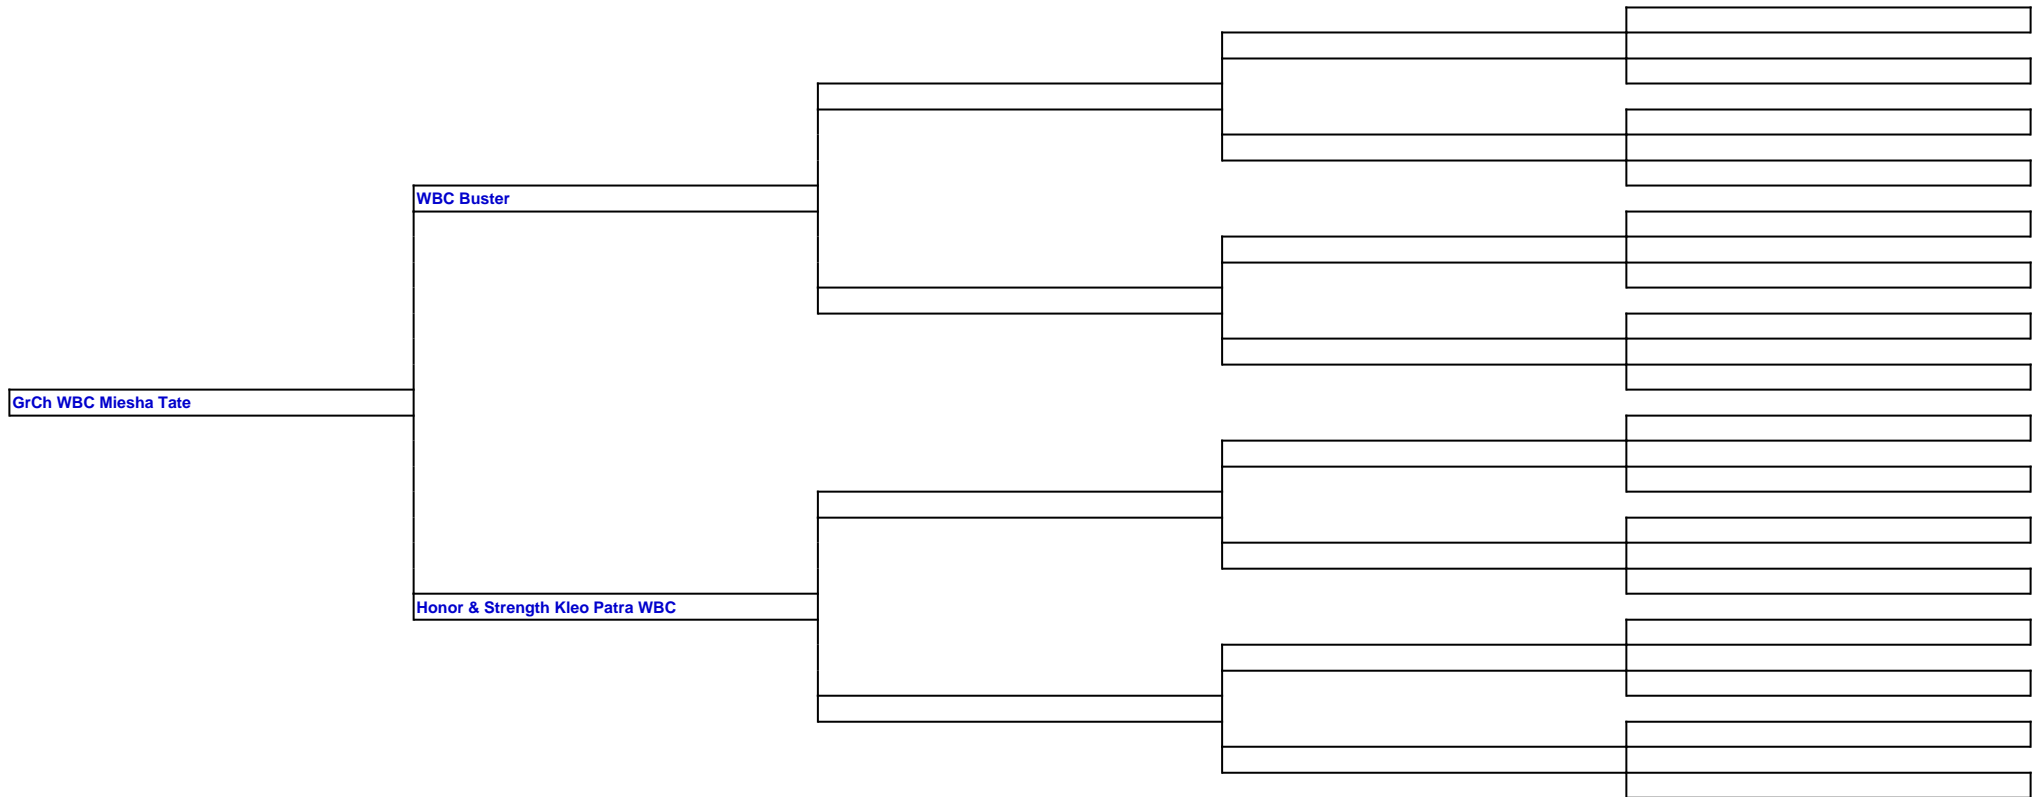 WBC Buster
GrCh WBC Miesha Tate
Honor & Strength Kleo Patra WBC